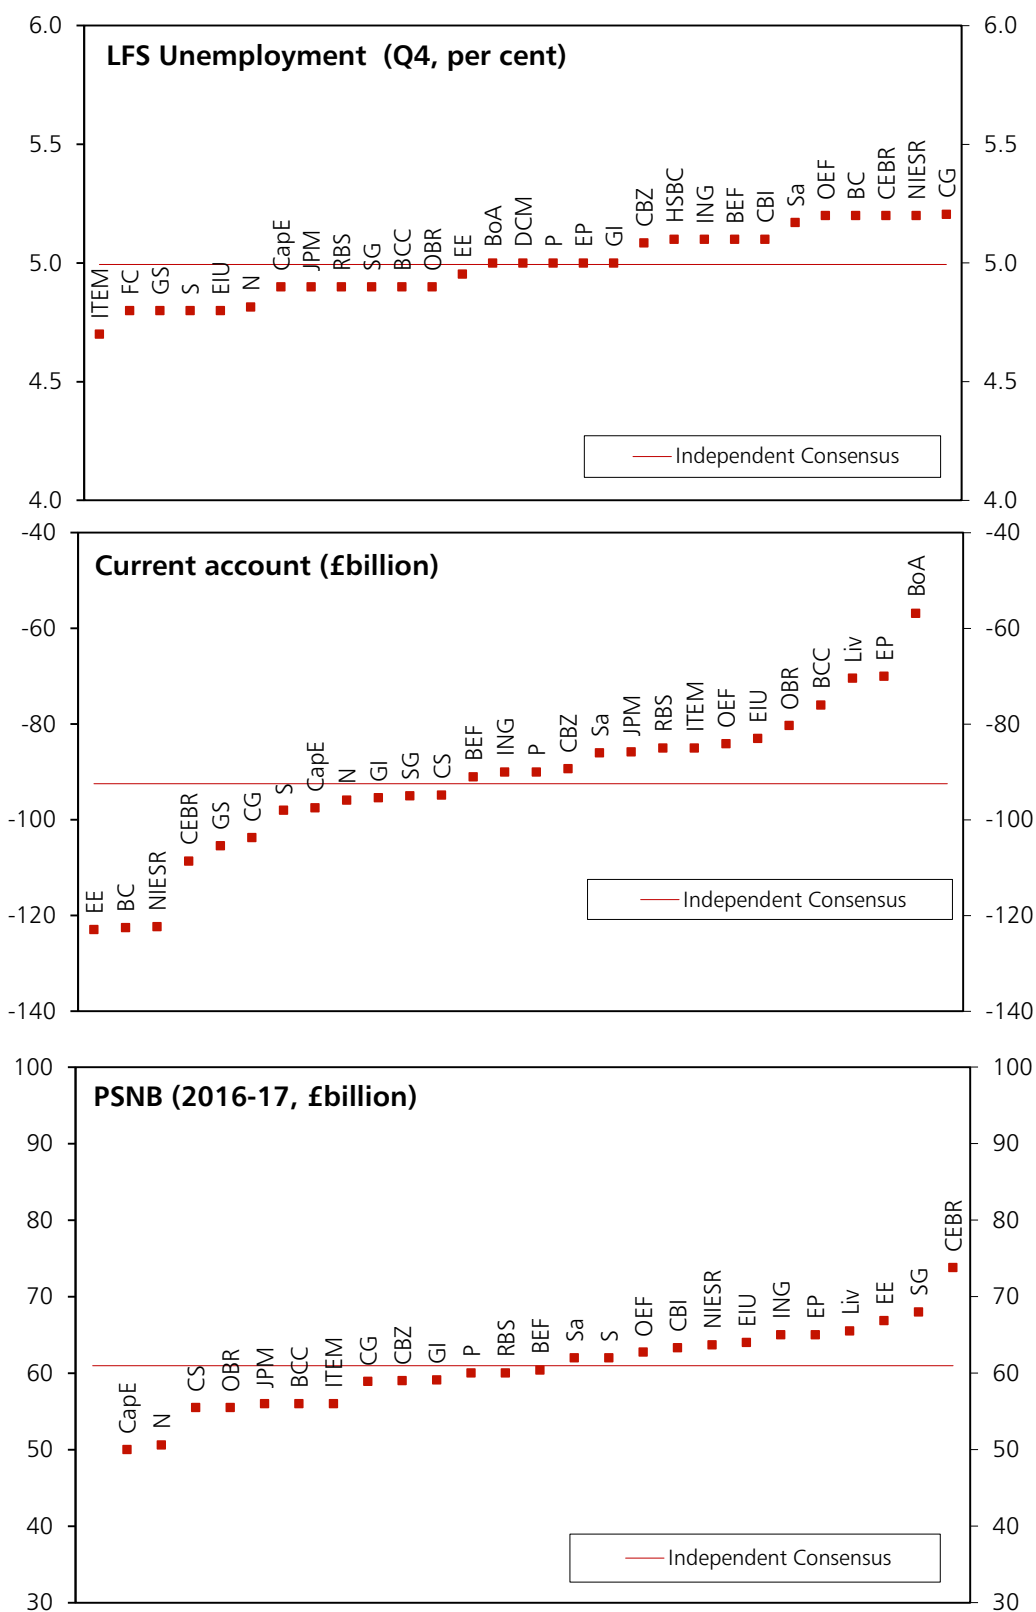 LFS Unemployment (Q4, per cent)
6.0 6.0
5.5 5.5
5.0 5.0
4.5 4.5
4.0 4.0
ITEM FC GS S EIU N CapE JPM RBS SG BCC OBR EE BoA DCM P EP GI CBZ HSBC ING BEF CBI Sa OEF BC CEBR NIESR CG
Independent Consensus
Current account (£billion)
-40 -40
-60 -60
-80 -80
-100 -100
-120 -120
-140 -140
EE BC NIESR CEBR GS CG S CapE N GI SG CS BEF ING P CBZ Sa JPM RBS ITEM OEF EIU OBR BCC Liv EP BoA
Independent Consensus
PSNB (2016-17, £billion)
100 100
90 90
80 80
70 70
60 60
50 50
40 40
30 30
CapE N CS OBR JPM BCC ITEM CG CBZ GI P RBS BEF Sa S OEF CBI NIESR EIU ING EP Liv EE SG CEBR
Independent Consensus